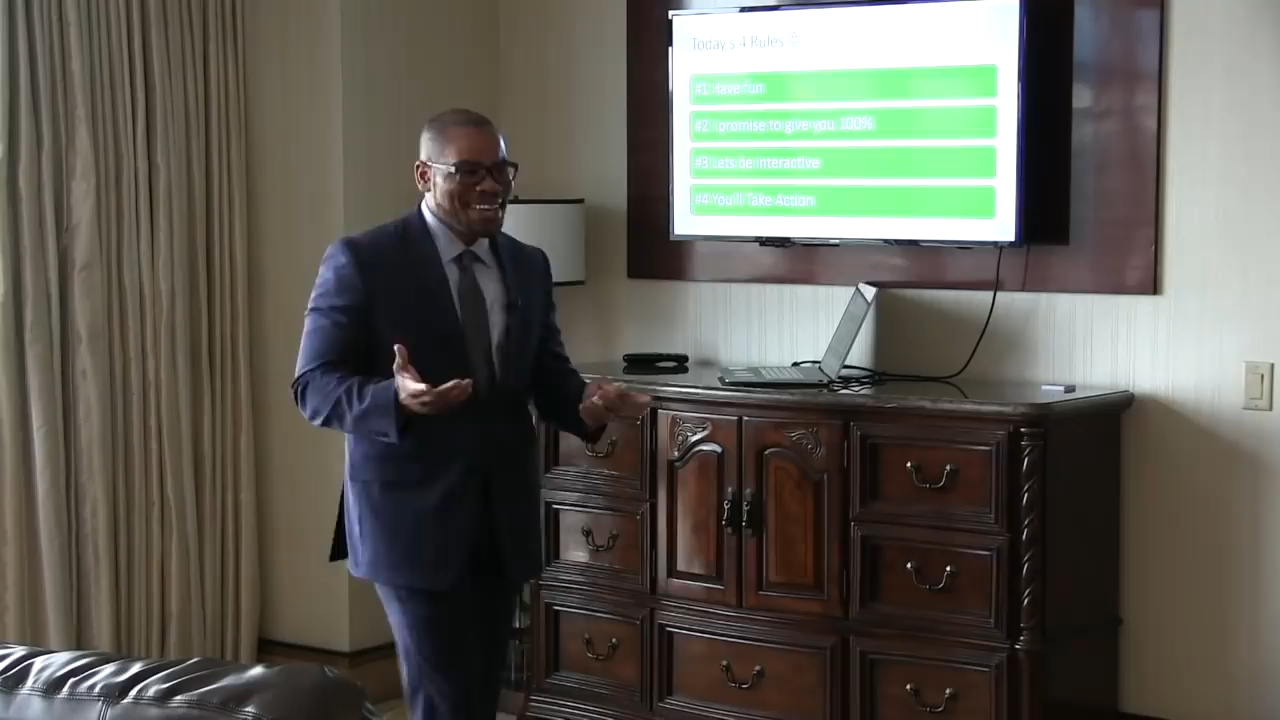 Today's 4 Rules
#1 Have fun
#2 I promise to give you 100%
#3 Lets be interactive
#4 You'll Take Action